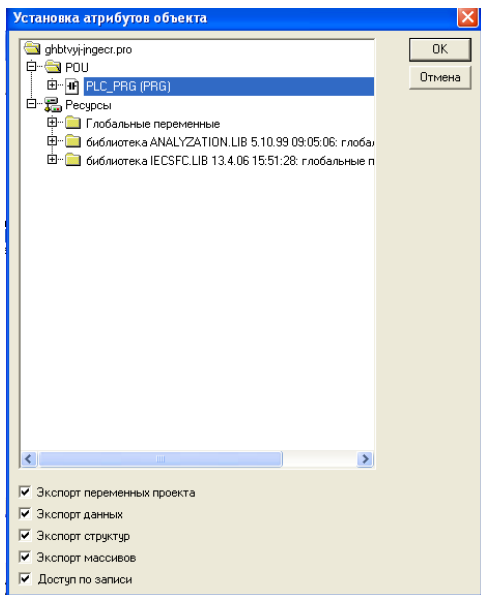 Установка атрибутов объекта
ghbtvyj-jngecr.pro
OK
POU
Отмена
PLC_PRG (PRG)
Ресурсы
Глобальные переменные
библиотека ANALYZATION.LIB 5.10.99 09:05:06: глобал
библиотека IECSFC.LIB 13.4.06 15:51:28: глобальные п
Экспорт переменных проекта
Экспорт данных
Экспорт структур
Экспорт массивов
Доступ по записи